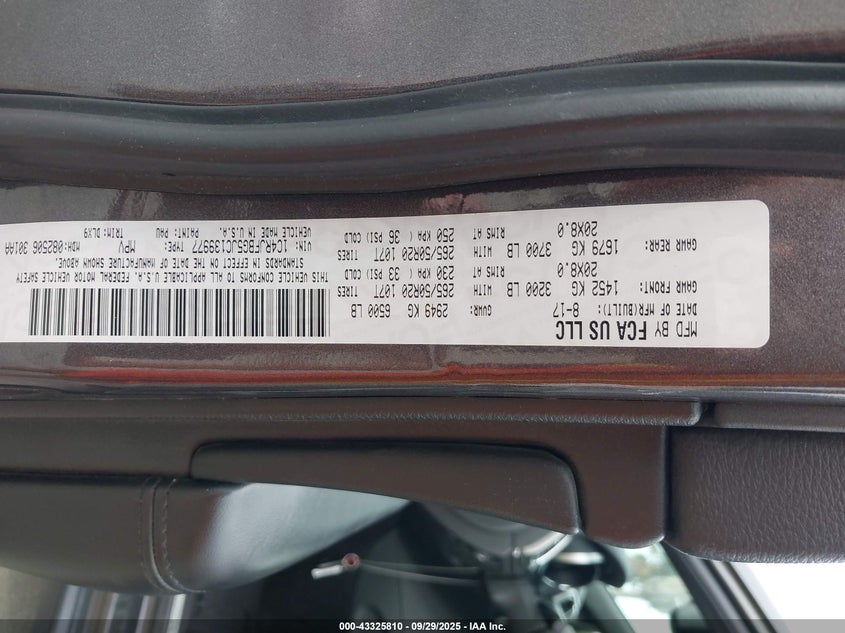 MFD BY FCA US LLC
DATE OF MFR(BUILT): 8-17 GVWR: 2949 KG 6500 LB
GAWR FRONT: 1452 KG 3200 LB WITH 265/50R20 107T TIRES
20X8.0 RIMS AT 230 KPA( 33 PSI) COLD
GAWR REAR: 1679 KG 3700 LB WITH 265/50R20 107T TIRES
20X8.0 RIMS AT 250 KPA( 36 PSI) COLD
THIS VEHICLE CONFORMS TO ALL APPLICABLE U.S.A. FEDERAL MOTOR VEHICLE SAFETY
STANDARDS IN EFFECT ON THE DATE OF MANUFACTURE SHOWN ABOVE.
VIN: 1C4RJFBG5JC139977 TYPE: MPV MDH:082506 301AA
VEHICLE MADE IN U.S.A. PAINT: PAU TRIM:DLX9
000-43325810 | 09/29/2025 | IAA Inc.